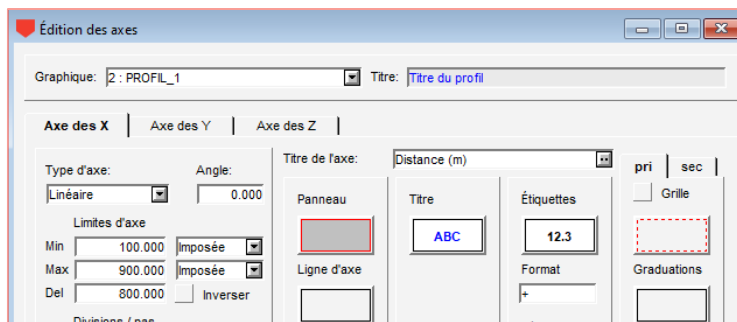 Édition des axes
Graphique: 2 : PROFIL_1 Titre: Titre du profil
Axe des X Axe des Y Axe des Z
Type d'axe: Angle: Titre de l'axe: Distance (m) pri sec
Linéaire 0.000 Panneau Titre Étiquettes Grille
Limites d'axe ABC 12.3
Min 100.000 Imposée
Max 900.000 Imposée Ligne d'axe Format Graduations
Del 800.000 Inverser +
Divisions / pas